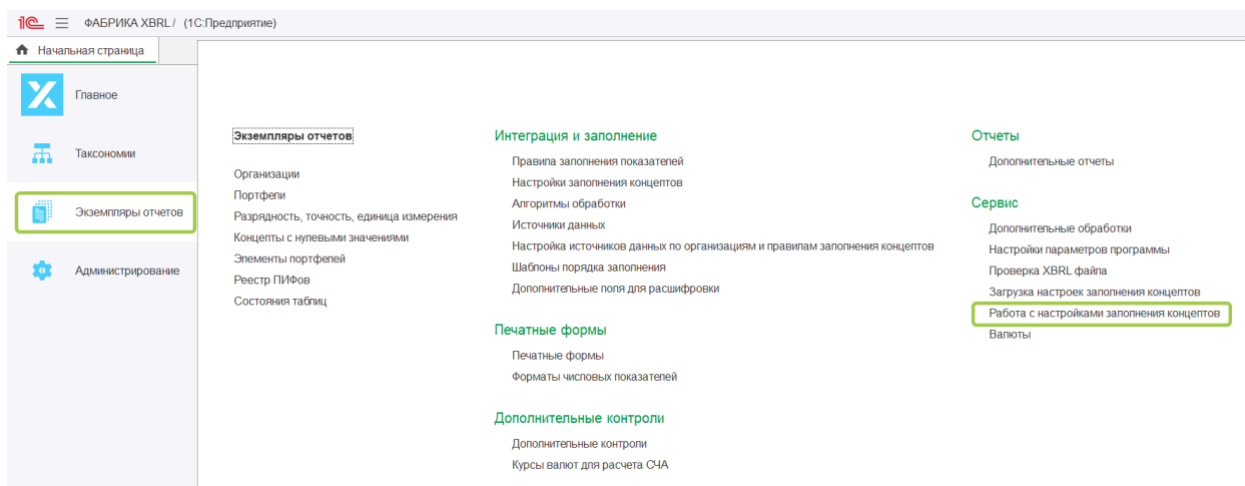 1С ФАБРИКА XBRL / (1С:Предприятие)
Начальная страница
Главное
Таксономии
Экземпляры отчетов
Администрирование
Экземпляры отчетов
Организации
Портфели
Разрядность, точность, единица измерения
Концепты с нулевыми значениями
Элементы портфелей
Реестр ПИФов
Состояния таблиц
Интеграция и заполнение
Правила заполнения показателей
Настройки заполнения концептов
Алгоритмы обработки
Источники данных
Настройка источников данных по организациям и правилам заполнения концептов
Шаблоны порядка заполнения
Дополнительные поля для расшифровки
Печатные формы
Печатные формы
Форматы числовых показателей
Дополнительные контроли
Дополнительные контроли
Курсы валют для расчета СЧА
Отчеты
Дополнительные отчеты
Сервис
Дополнительные обработки
Настройки параметров программы
Проверка XBRL файла
Загрузка настроек заполнения концептов
Работа с настройками заполнения концептов
Валюты